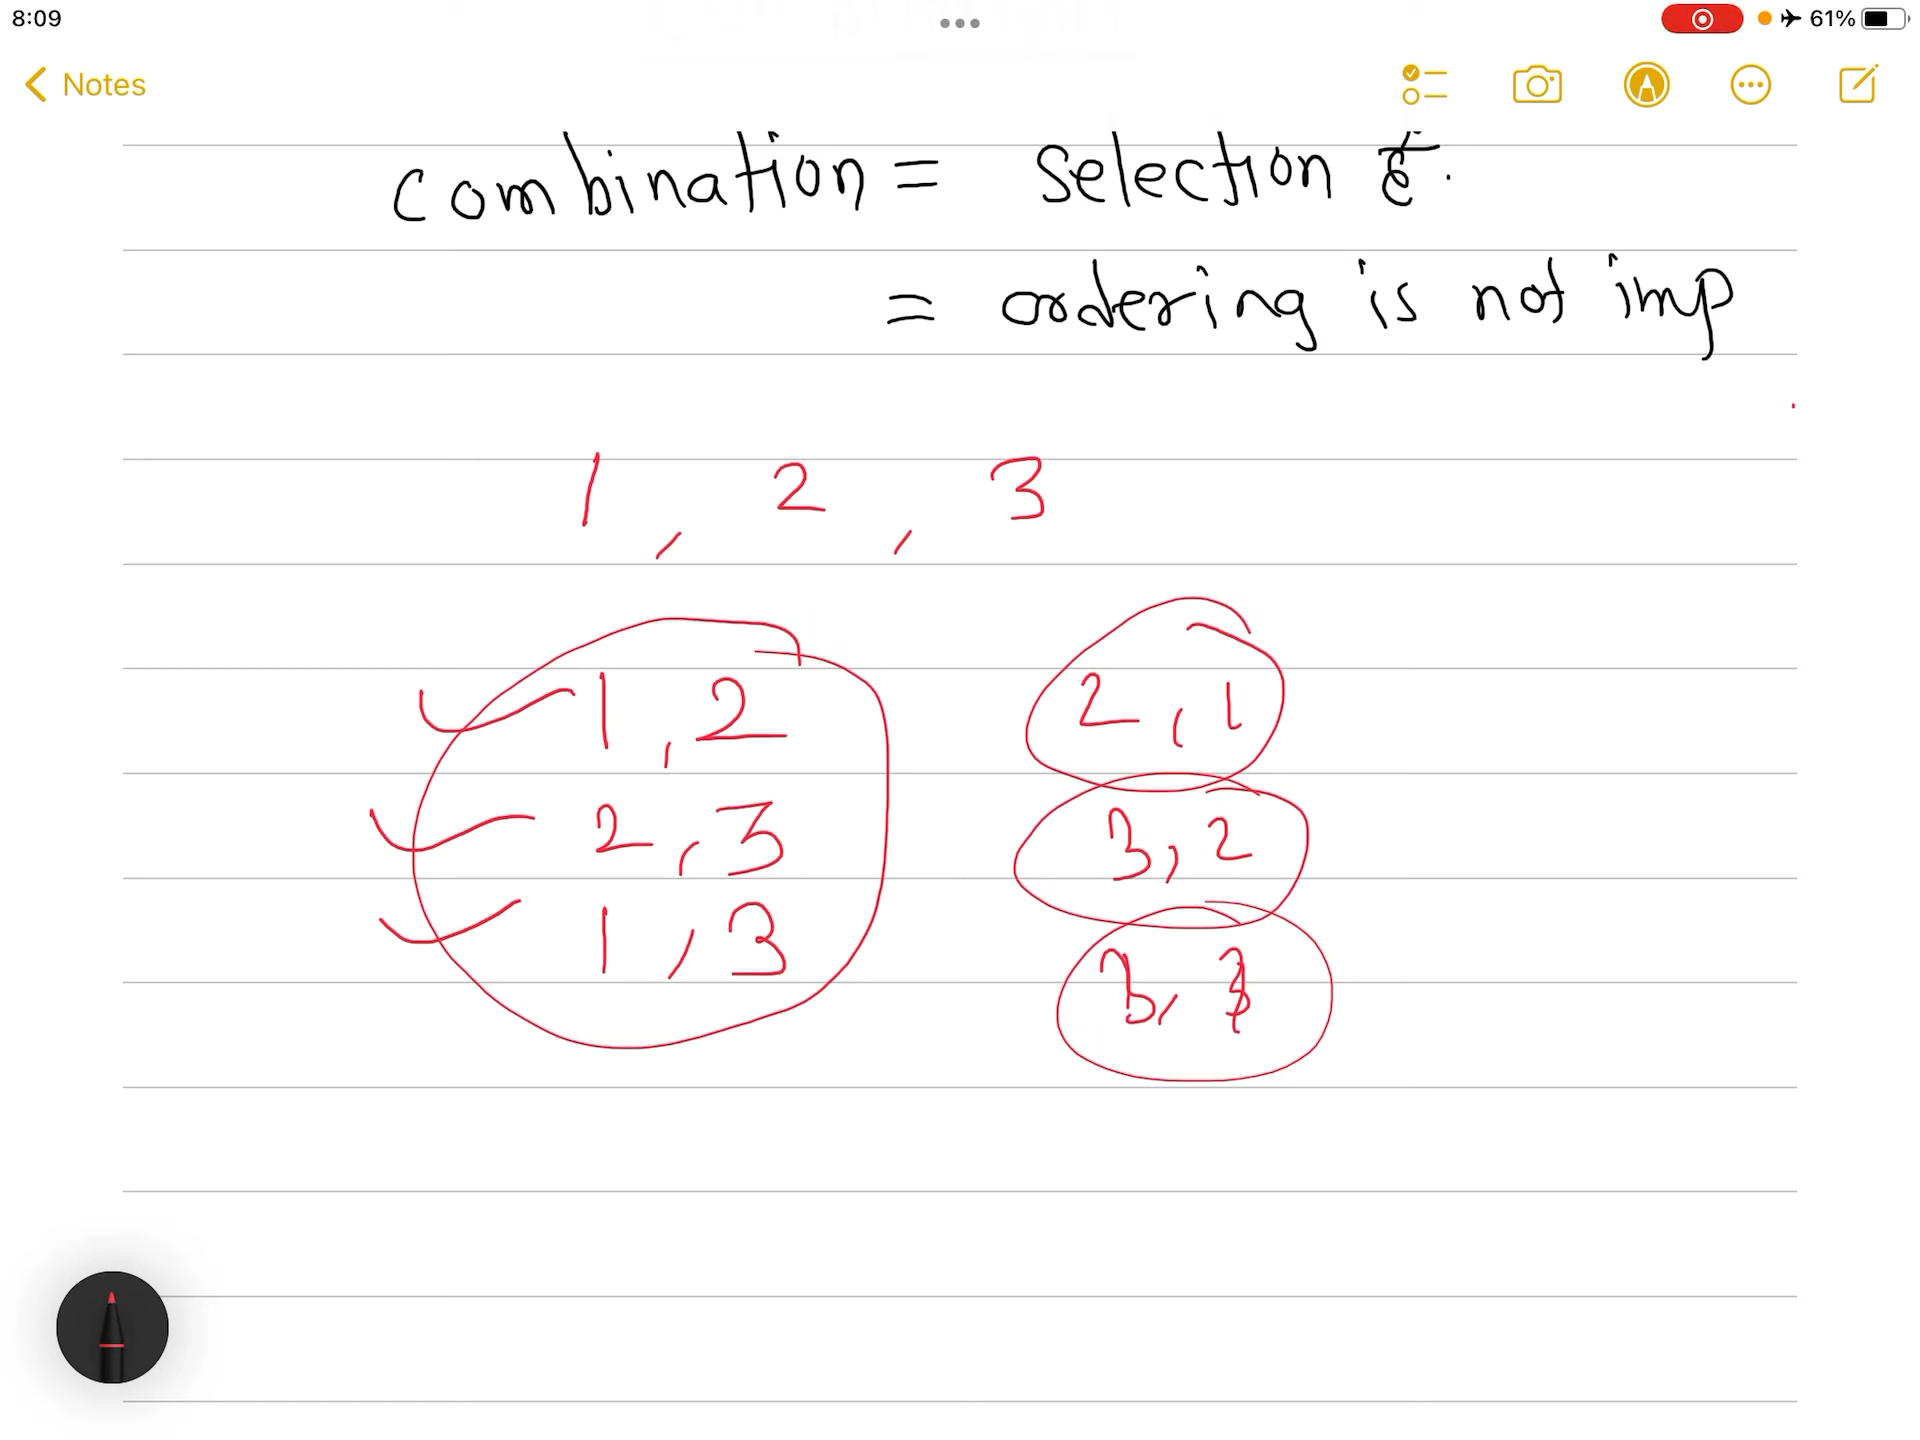 8:09
61%
Notes
combination = selection
= ordering is not imp
1 , 2 , 3
1 , 2 2 , 1
2 , 3 3 , 2
1 , 3 3,